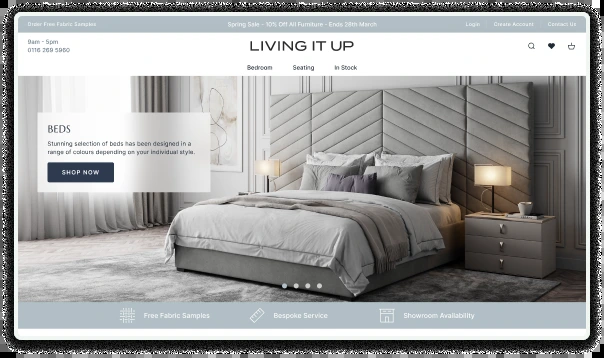 Order Free Fabric Samples
Spring Sale - 10% Off All Furniture - Ends 28th March
Login
Create Account
Contact Us
9am - 5pm
0116 269 5960
LIVING IT UP
Bedroom
Seating
In Stock
BEDS
Stunning selection of beds has been designed in a
range of colours depending on your individual style.
SHOP NOW
Free Fabric Samples
Bespoke Service
Showroom Availability